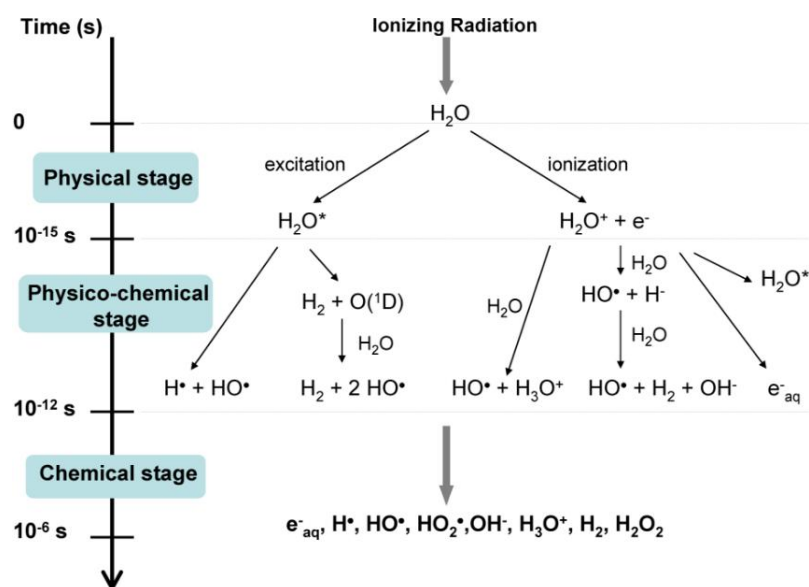 Time (s)
Ionizing Radiation
0
H₂O
excitation
ionization
Physical stage
H₂O*
H₂O⁺ + e⁻
10⁻¹⁵ s
H₂O
H₂O*
Physico-chemical
stage
H₂ + O(¹D)
H₂O
HO• + H⁻
H₂O
H₂O
H• + HO•
H₂ + 2 HO•
HO• + H₃O⁺
HO• + H₂ + OH⁻
e⁻aq
10⁻¹² s
Chemical stage
10⁻⁶ s
e⁻aq, H•, HO•, HO₂•,OH⁻, H₃O⁺, H₂, H₂O₂